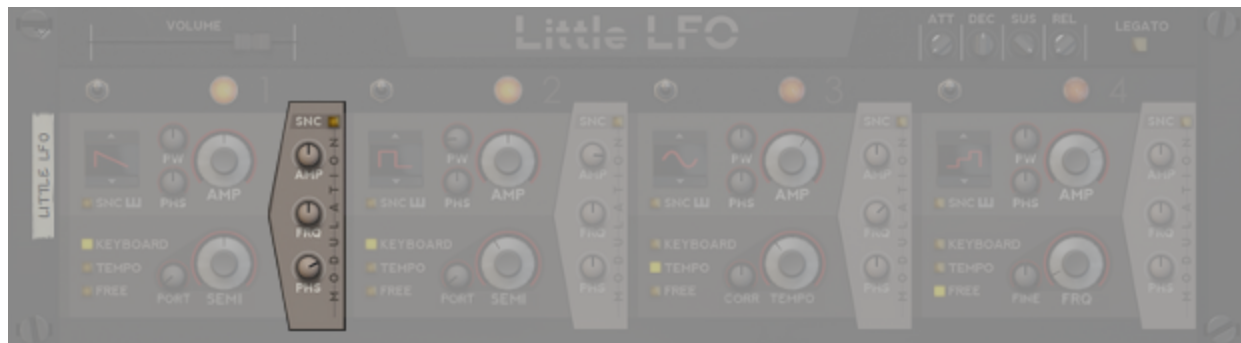 VOLUME
Little LFO
ATT DEC SUS REL
LEGATO
1 2 3 4
LITTLE LFO
SNC
AMP
FRQ
PHS
MODULATION
PW
AMP
SNC
PHS
KEYBOARD
TEMPO
FREE
PORT
SEMI
SNC
AMP
FRQ
PHS
MODULATION
PW
AMP
SNC
PHS
KEYBOARD
TEMPO
FREE
PORT
SEMI
SNC
AMP
FRQ
PHS
MODULATION
PW
AMP
SNC
PHS
KEYBOARD
TEMPO
FREE
CORR
TEMPO
SNC
AMP
FRQ
PHS
MODULATION
PW
AMP
SNC
PHS
KEYBOARD
TEMPO
FREE
FINE
FRQ